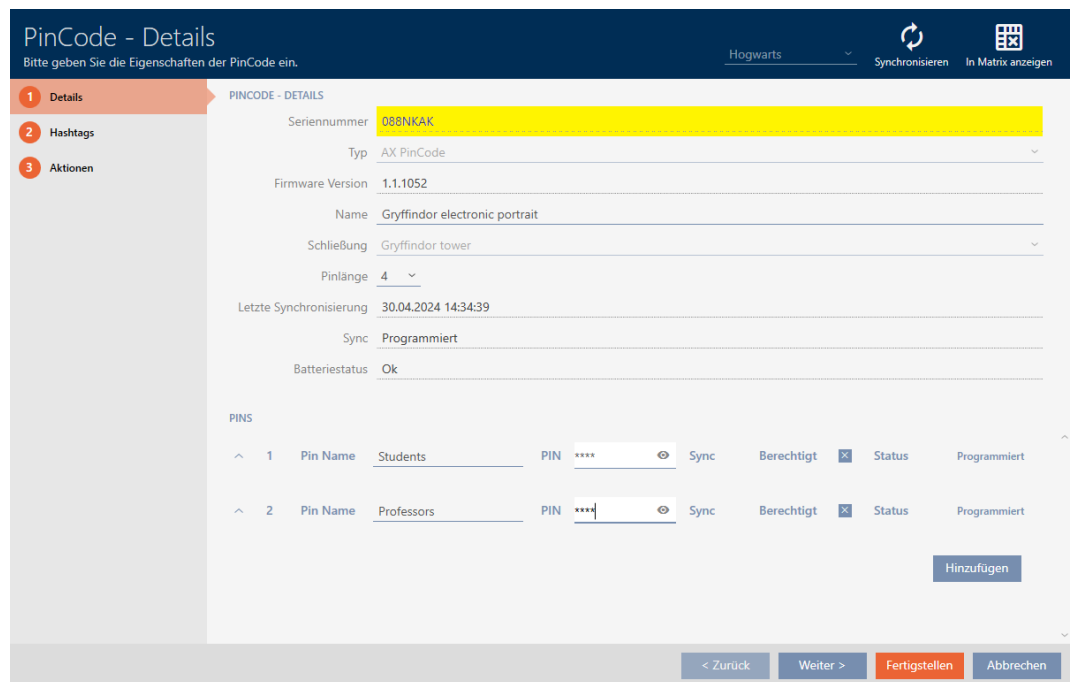 PinCode - Details
Bitte geben Sie die Eigenschaften der PinCode ein.
Hogwarts
Synchronisieren
In Matrix anzeigen
1 Details
2 Hashtags
3 Aktionen
PINCODE - DETAILS
Seriennummer 088NKAK
Typ AX PinCode
Firmware Version 1.1.1052
Name Gryffindor electronic portrait
Schließung Gryffindor tower
Pinlänge 4
Letzte Synchronisierung 30.04.2024 14:34:39
Sync Programmiert
Batteriestatus Ok
PINS
1 Pin Name Students PIN **** Sync Berechtigt Status Programmiert
2 Pin Name Professors PIN **** Sync Berechtigt Status Programmiert
Hinzufügen
< Zurück Weiter > Fertigstellen Abbrechen